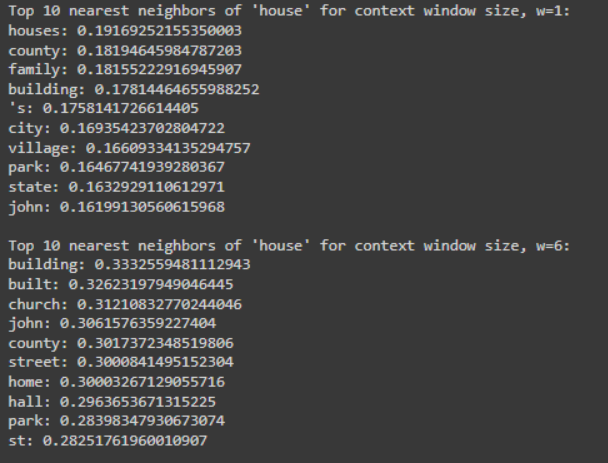 Top 10 nearest neighbors of 'house' for context window size, w=1:
houses: 0.19169252155350003
county: 0.18194645984787203
family: 0.18155222916945907
building: 0.17814464655988252
's: 0.1758141726614405
city: 0.16935423702804722
village: 0.16609334135294757
park: 0.16467741939280367
state: 0.1632929110612971
john: 0.16199130560615968
Top 10 nearest neighbors of 'house' for context window size, w=6:
building: 0.3332559481112943
built: 0.32623197949046445
church: 0.31210832770244046
john: 0.3061576359227404
county: 0.3017372348519806
street: 0.3000841495152304
home: 0.30003267129055716
hall: 0.2963653671315225
park: 0.28398347930673074
st: 0.28251761960010907